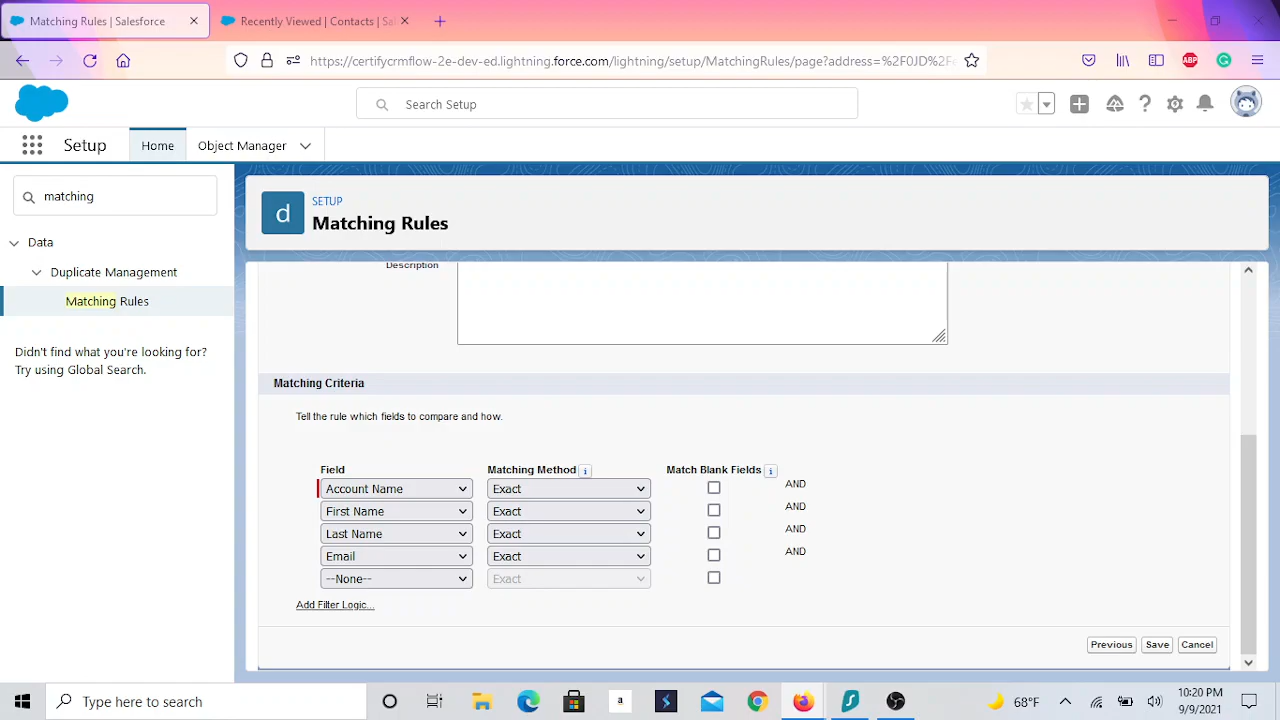 Matching Rules | Salesforce
Recently Viewed | Contacts | Sa
https://certifycrmflow-2e-dev-ed.lightning.force.com/lightning/setup/MatchingRules/page?address=%2F0JD%2F
ABP
Search Setup
Setup
Home
Object Manager
matching
Data
Duplicate Management
Matching Rules
Didn't find what you're looking for?
Try using Global Search.
d
SETUP
Matching Rules
Description
Matching Criteria
Tell the rule which fields to compare and how.
Field Matching Method i Match Blank Fields i
Account Name Exact AND
First Name Exact AND
Last Name Exact AND
Email Exact AND
--None-- Exact
Add Filter Logic...
Previous Save Cancel
Type here to search
a
68°F
10:20 PM
9/9/2021